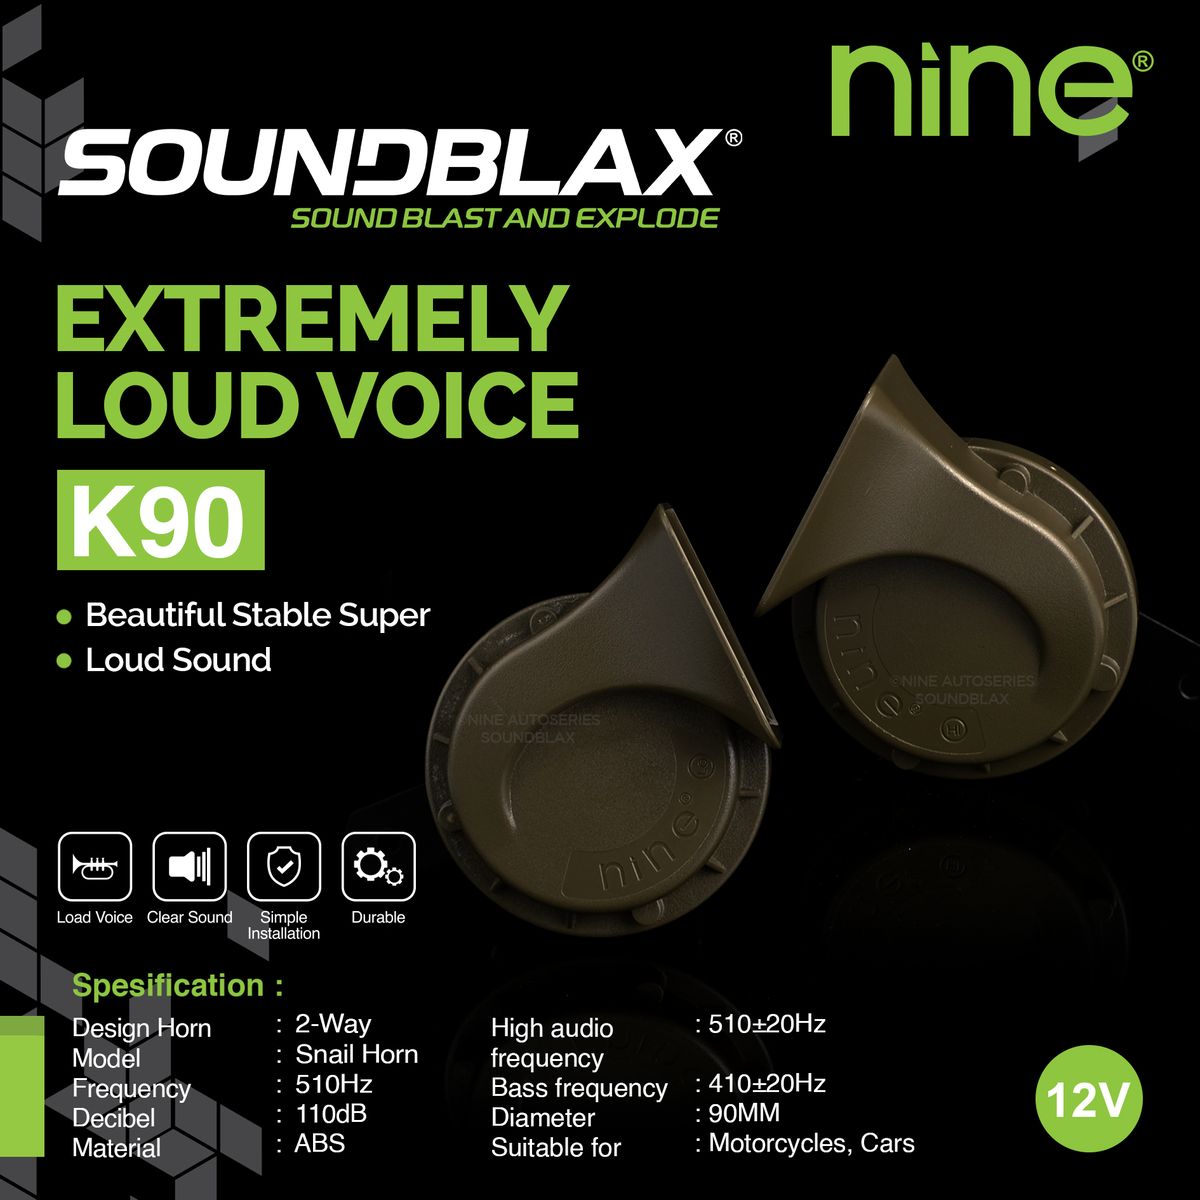 nine®
SOUNDBLAX®
SOUND BLAST AND EXPLODE
EXTREMELY
LOUD VOICE
K90
Beautiful Stable Super
Loud Sound
nine®
©NINE AUTOSERIES
SOUNDBLAX
©NINE AUTOSERIES
SOUNDBLAX
nine®
Load Voice
Clear Sound
Simple
Installation
Durable
Spesification :
Design Horn : 2-Way
Model : Snail Horn
Frequency : 510Hz
Decibel : 110dB
Material : ABS
High audio : 510±20Hz
frequency
Bass frequency : 410±20Hz
Diameter : 90MM
Suitable for : Motorcycles, Cars
12V